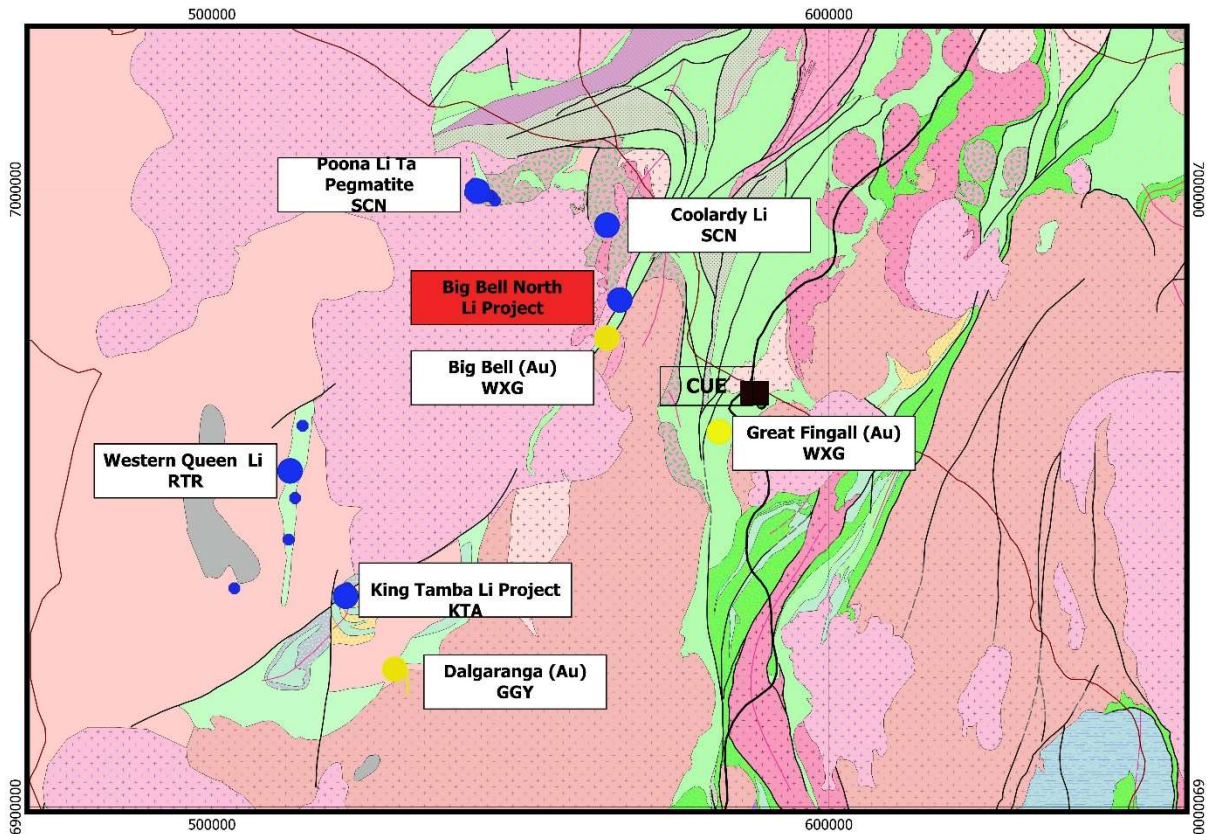 500000
600000
7000000
7000000
Poona Li Ta
Pegmatite
SCN
Coolardy Li
SCN
Big Bell North
Li Project
Big Bell (Au)
WXG
CUE
Great Fingall (Au)
WXG
Western Queen Li
RTR
King Tamba Li Project
KTA
Dalgaranga (Au)
GGY
6900000
6900000
500000
600000